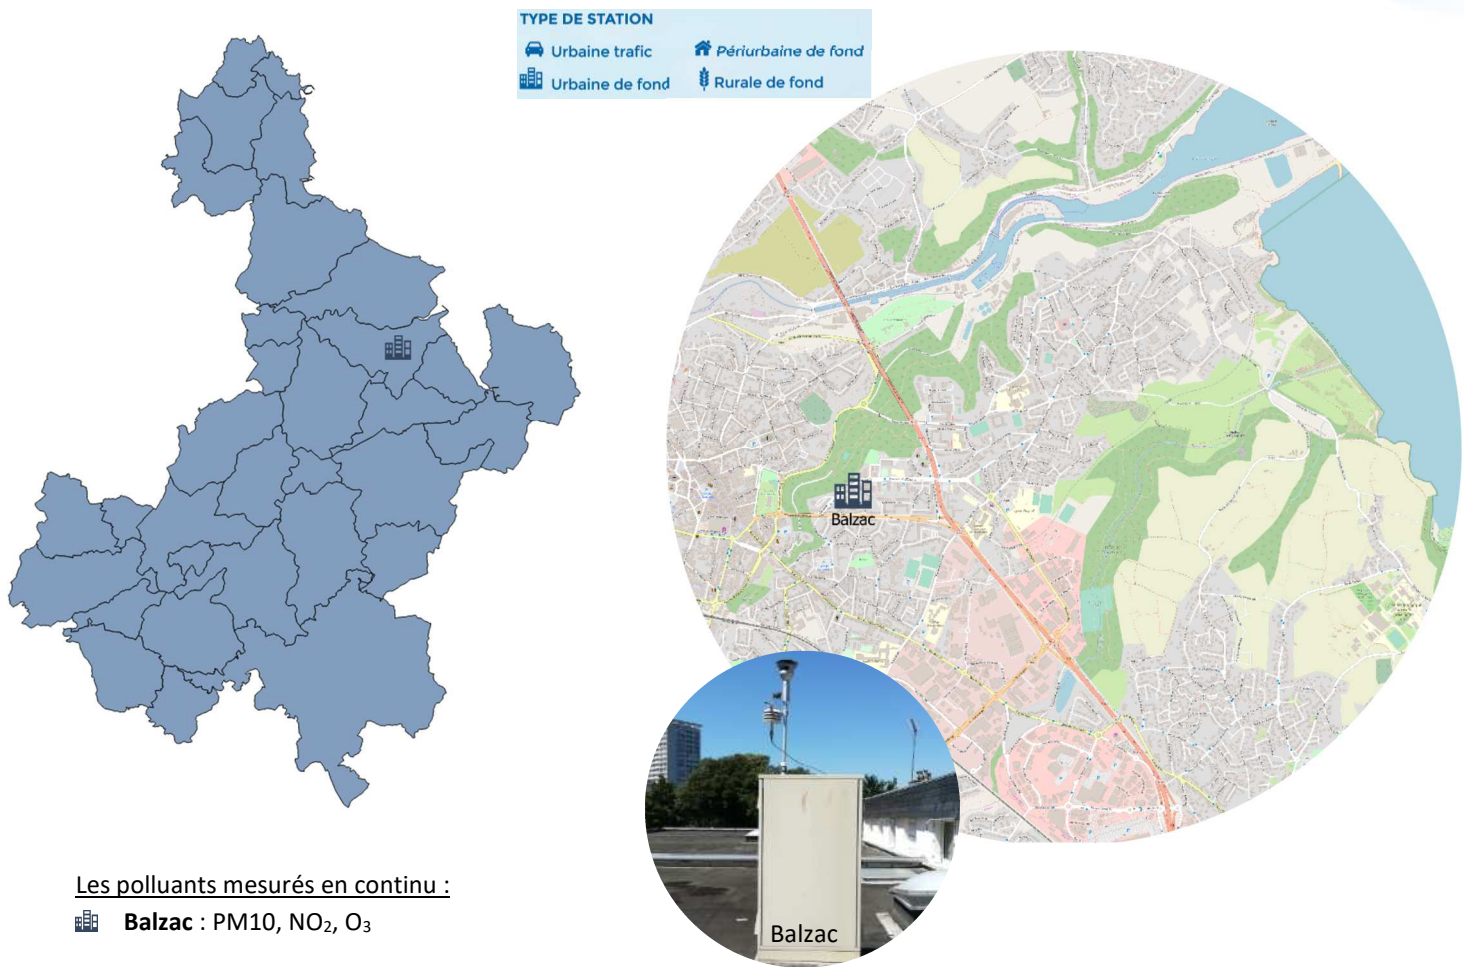 TYPE DE STATION
Urbaine trafic
Périurbaine de fond
Urbaine de fond
Rurale de fond
Balzac
Balzac
Les polluants mesurés en continu :
Balzac : PM10, NO₂, O₃